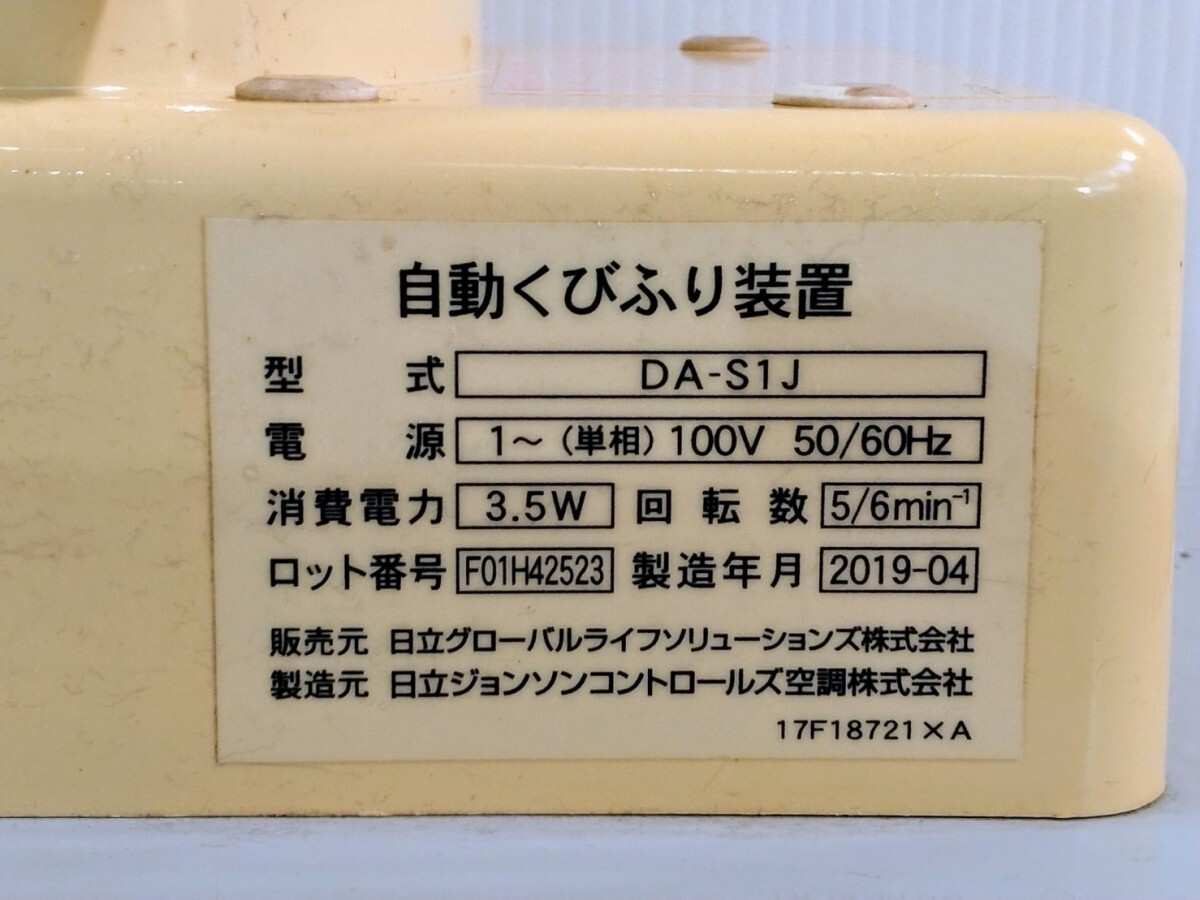 自動くびふり装置
型式 DA-S1J
電源 1～(単相)100V 50/60Hz
消費電力 3.5W 回転数 5/6min⁻¹
ロット番号 F01H42523 製造年月 2019-04
販売元 日立グローバルライフソリューションズ株式会社
製造元 日立ジョンソンコントロールズ空調株式会社
17F18721×A